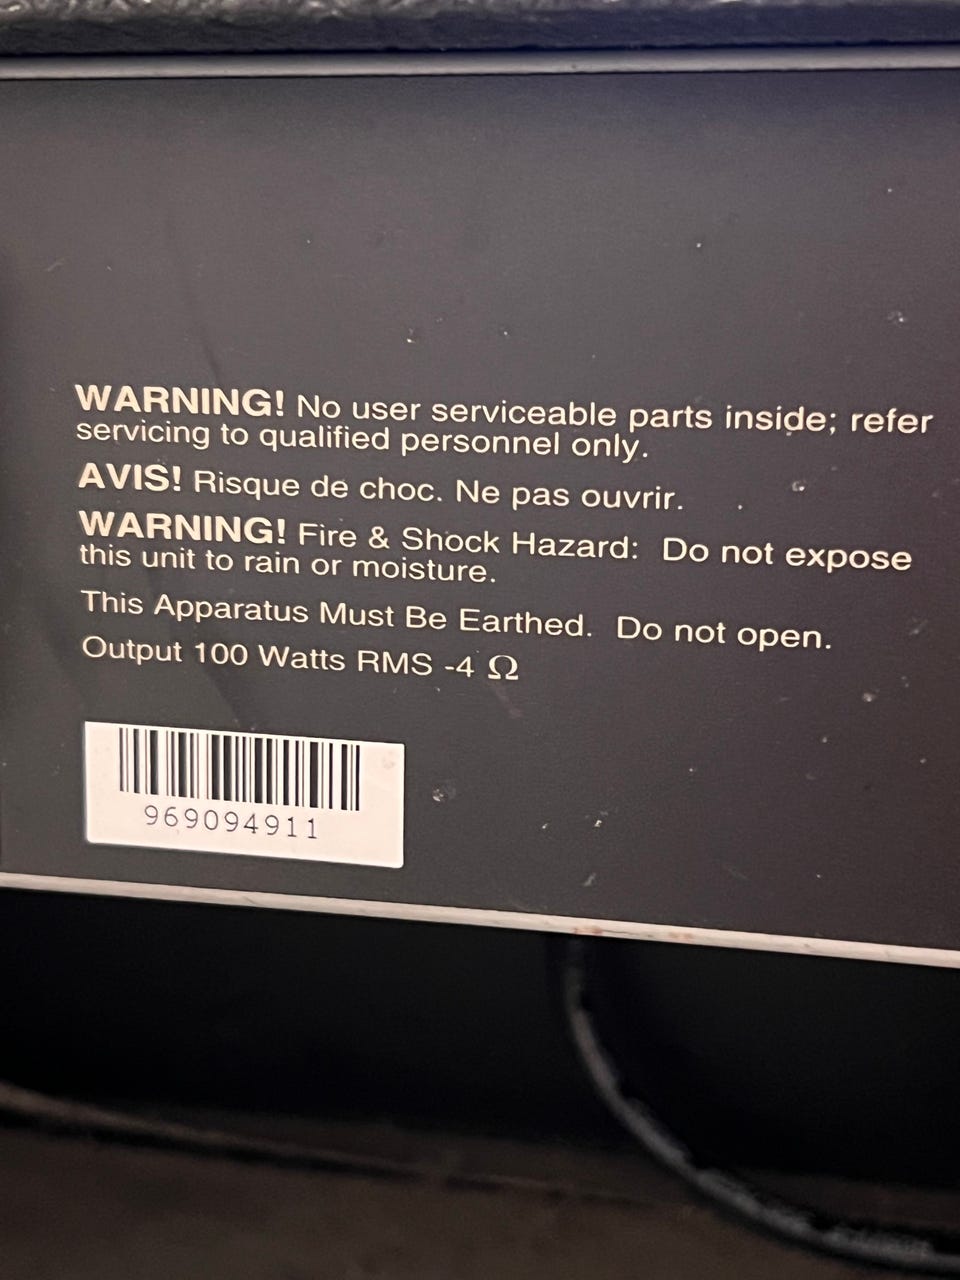 WARNING! No user serviceable parts inside; refer
servicing to qualified personnel only.
AVIS! Risque de choc. Ne pas ouvrir.
WARNING! Fire & Shock Hazard: Do not expose
this unit to rain or moisture.
This Apparatus Must Be Earthed. Do not open.
Output 100 Watts RMS -4 Ω
969094911